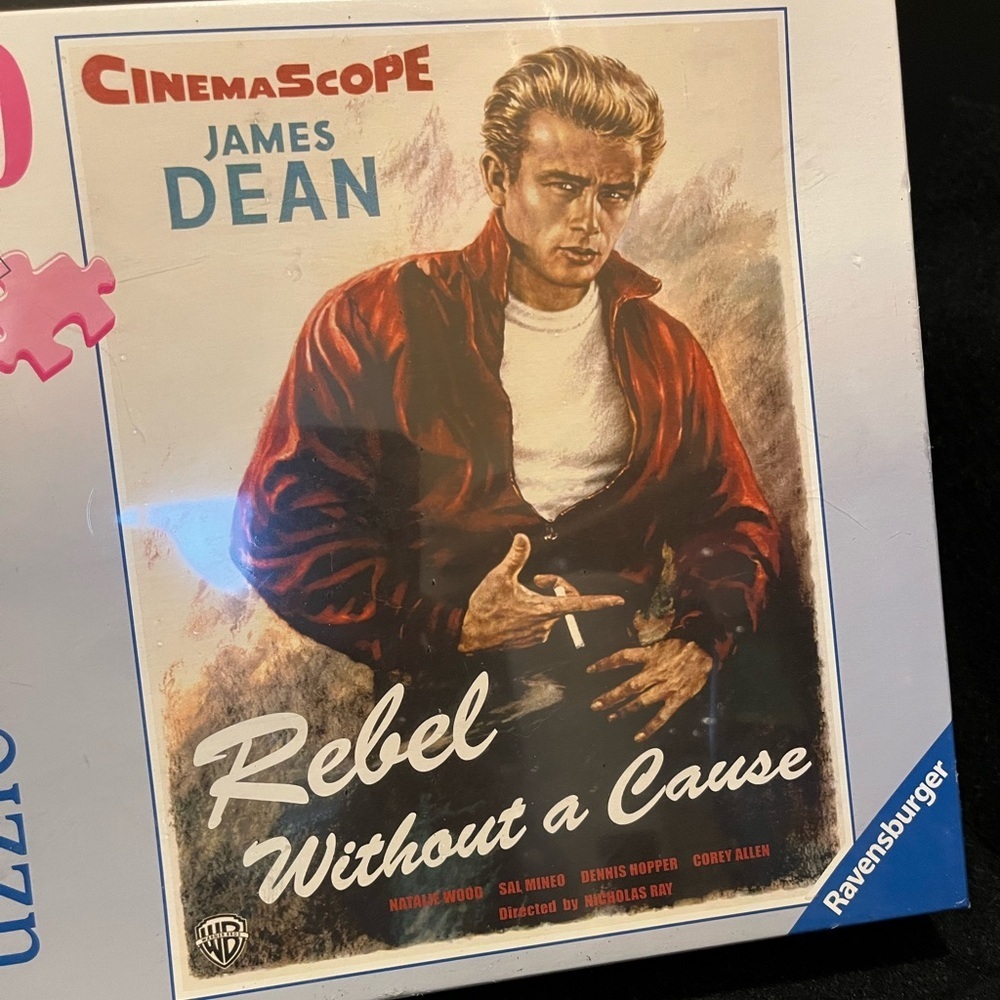 CINEMASCOPE
JAMES
DEAN
Rebel
Without a Cause
NATALIE WOOD SAL MINEO DENNIS HOPPER COREY ALLEN
Directed by NICHOLAS RAY
WB
Ravensburger